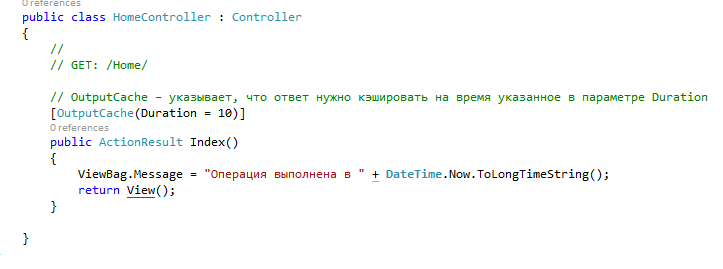 0 references
public class HomeController : Controller
{
//
// GET: /Home/
// OutputCache – указывает, что ответ нужно кэшировать на время указанное в параметре Duration
[OutputCache(Duration = 10)]
0 references
public ActionResult Index()
{
ViewBag.Message = "Операция выполнена в " + DateTime.Now.ToLongTimeString();
return View();
}
}